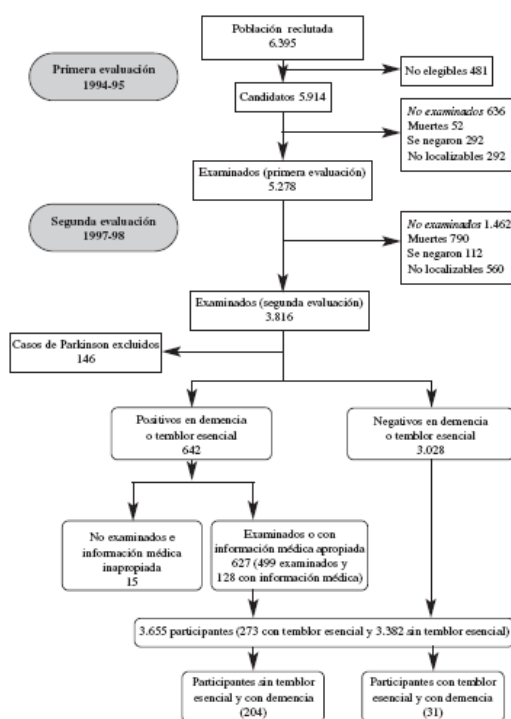 Población reclutada
6.395
Primera evaluación
1994-95
No elegibles 481
Candidatos 5.914
No examinados 636
Muertes 52
Se negaron 292
No localizables 292
Examinados (primera evaluación)
5.278
Segunda evaluación
1997-98
No examinados 1.462
Muertes 790
Se negaron 112
No localizables 560
Examinados (segunda evaluación)
3.816
Casos de Parkinson excluidos
146
Positivos en demencia
o temblor esencial
642
Negativos en demencia
o temblor esencial
3.028
No examinados e
información médica
inapropiada
15
Examinados o con
información médica apropiada
627 (499 examinados y
128 con información médica)
3.655 participantes (273 con temblor esencial y 3.382 sin temblor esencial)
Participantes sin temblor
esencial y con demencia
(204)
Participantes con temblor
esencial y con demencia
(31)